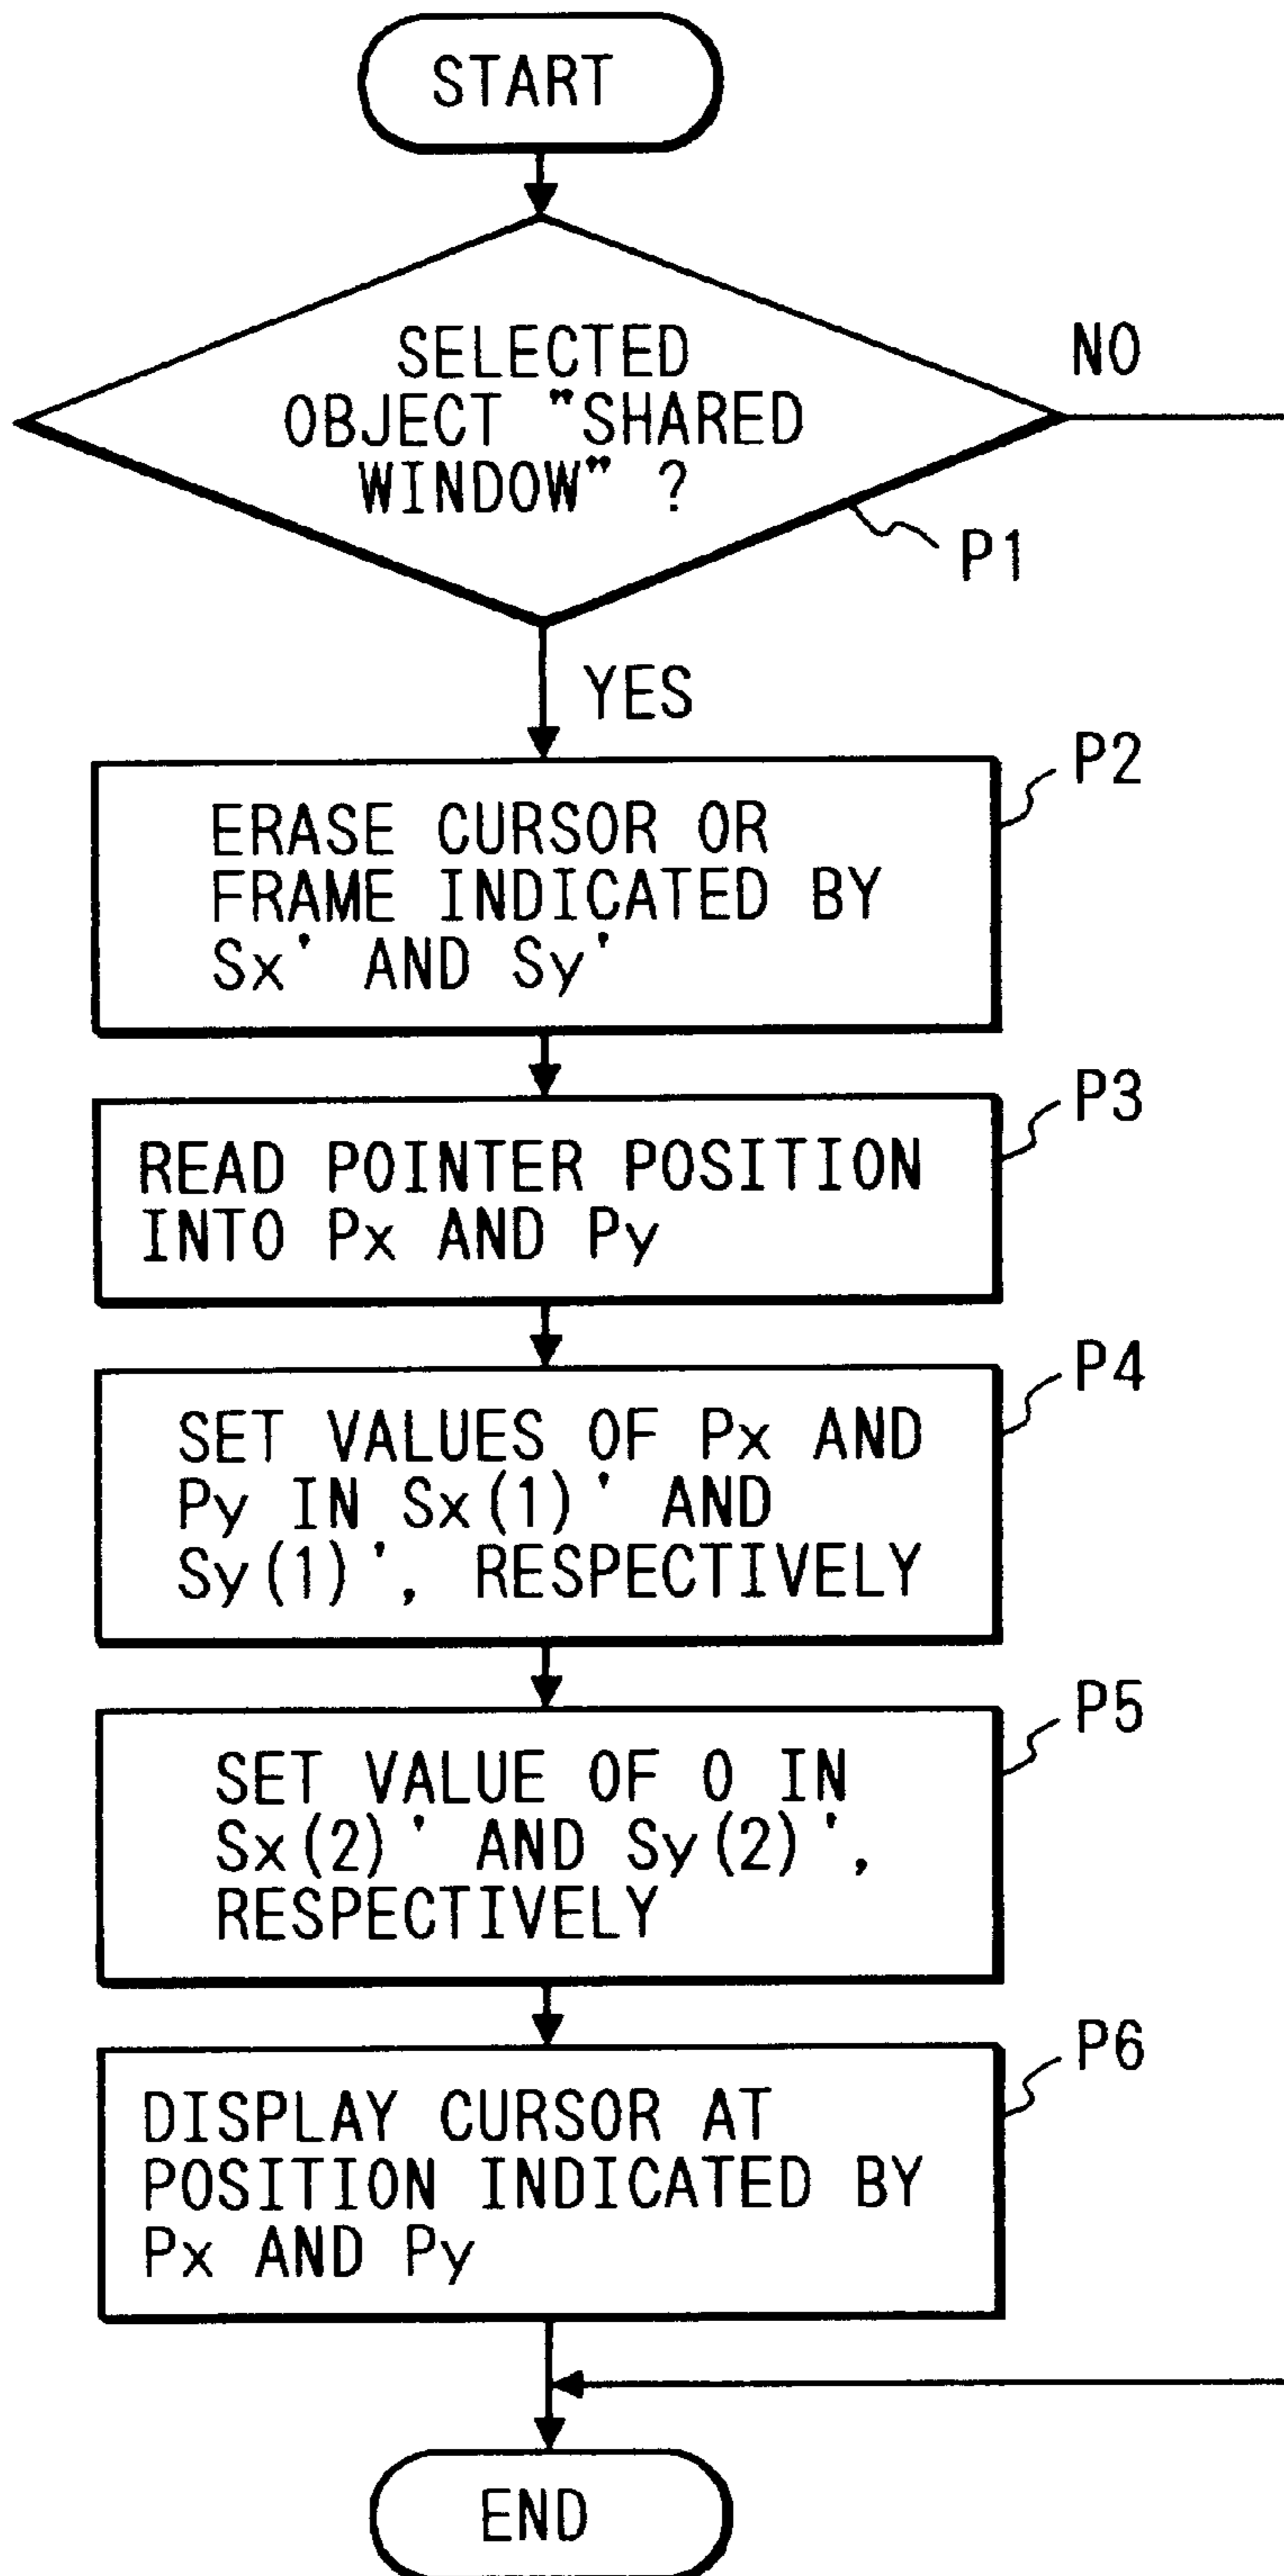 START
SELECTED
OBJECT "SHARED
WINDOW" ?
NO
P1
YES
P2
ERASE CURSOR OR
FRAME INDICATED BY
Sx' AND Sy'
P3
READ POINTER POSITION
INTO Px AND Py
P4
SET VALUES OF Px AND
Py IN Sx(1)' AND
Sy(1)', RESPECTIVELY
P5
SET VALUE OF 0 IN
Sx(2)' AND Sy(2)',
RESPECTIVELY
P6
DISPLAY CURSOR AT
POSITION INDICATED BY
Px AND Py
END